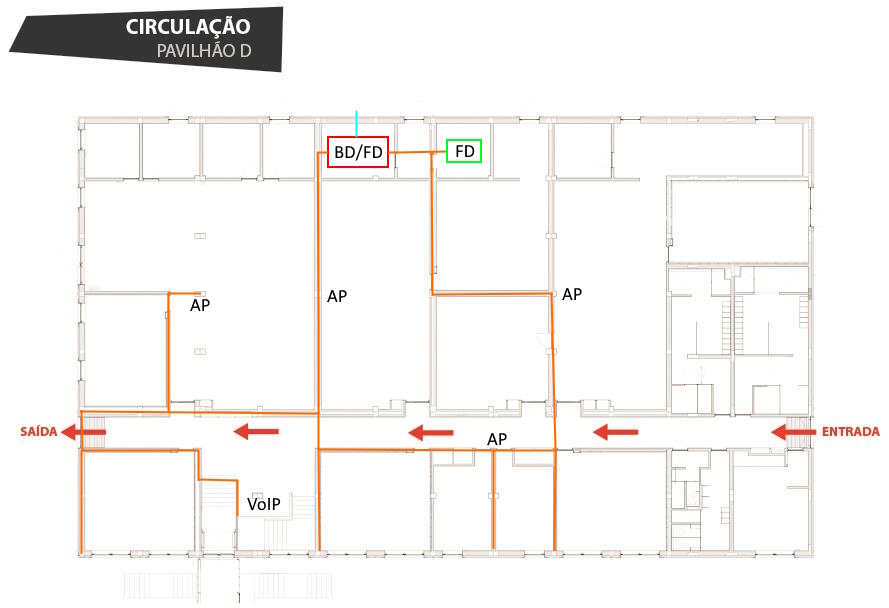 CIRCULAÇÃO
PAVILHÃO D
BD/FD
FD
AP
AP
AP
SAÍDA
AP
ENTRADA
VoIP